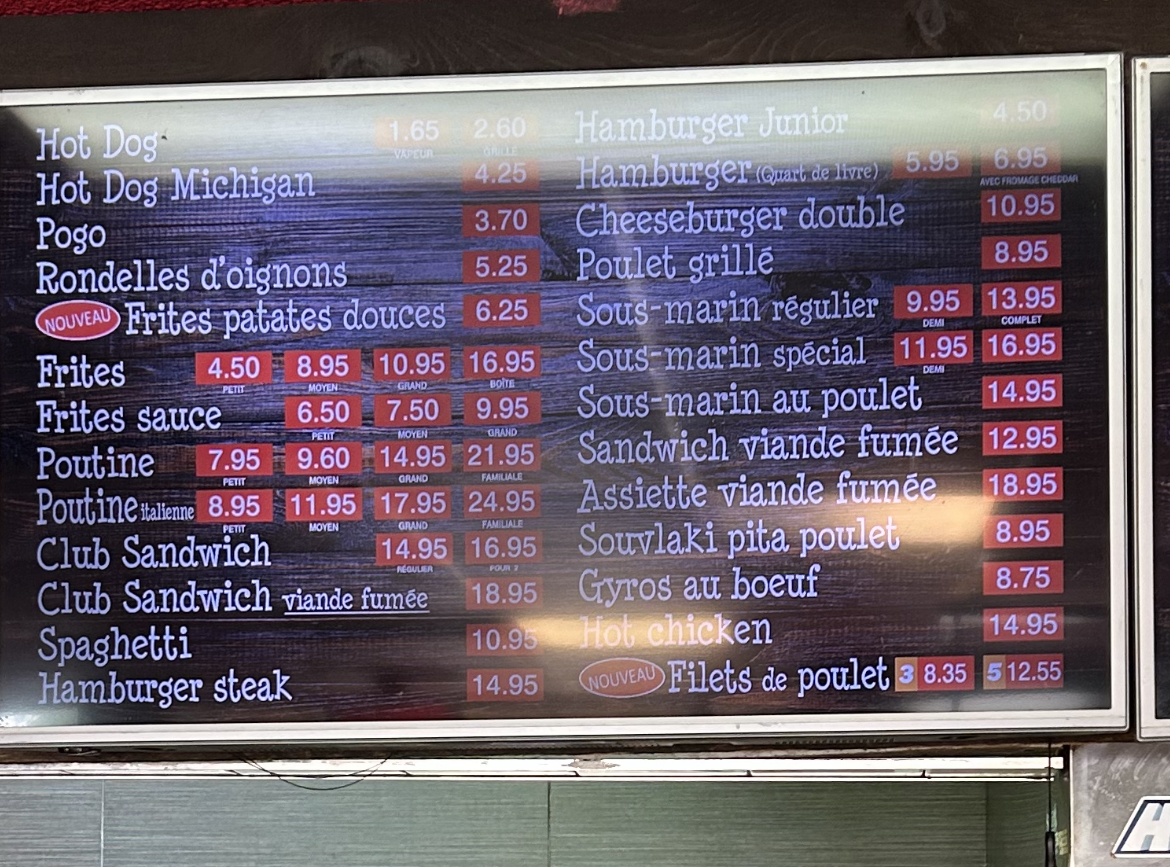 Hot Dog 1.65 2.60
VAPEUR GRILLÉ
Hot Dog Michigan 4.25
Pogo 3.70
Rondelles d'oignons 5.25
NOUVEAU Frites patates douces 6.25
Frites 4.50 8.95 10.95 16.95
PETIT MOYEN GRAND BOÎTE
Frites sauce 6.50 7.50 9.95
PETIT MOYEN GRAND
Poutine 7.95 9.60 14.95 21.95
PETIT MOYEN GRAND FAMILIALE
Poutine italienne 8.95 11.95 17.95 24.95
PETIT MOYEN GRAND FAMILIALE
Club Sandwich 14.95 16.95
RÉGULIER POUR 2
Club Sandwich viande fumée 18.95
Spaghetti 10.95
Hamburger steak 14.95
Hamburger Junior 4.50
Hamburger (Quart de livre) 5.95 6.95
AVEC FROMAGE CHEDDAR
Cheeseburger double 10.95
Poulet grillé 8.95
Sous-marin régulier 9.95 13.95
DEMI COMPLET
Sous-marin spécial 11.95 16.95
DEMI
Sous-marin au poulet 14.95
Sandwich viande fumée 12.95
Assiette viande fumée 18.95
Souvlaki pita poulet 8.95
Gyros au boeuf 8.75
Hot chicken 14.95
NOUVEAU Filets de poulet 3 8.35 5 12.55